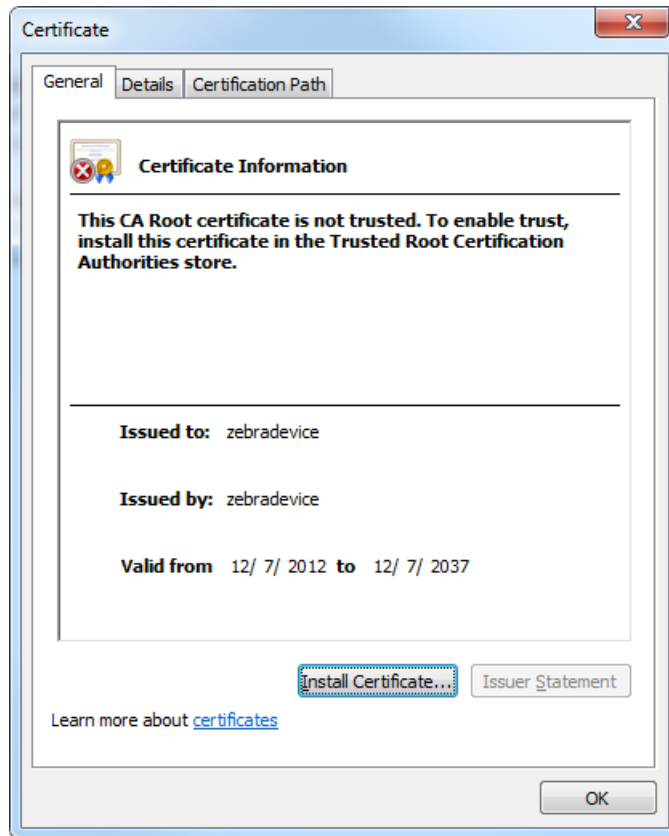 Certificate
General
Details
Certification Path
Certificate Information
This CA Root certificate is not trusted. To enable trust,
install this certificate in the Trusted Root Certification
Authorities store.
Issued to: zebradevice
Issued by: zebradevice
Valid from 12/ 7/ 2012 to 12/ 7/ 2037
Install Certificate...
Issuer Statement
Learn more about certificates
OK